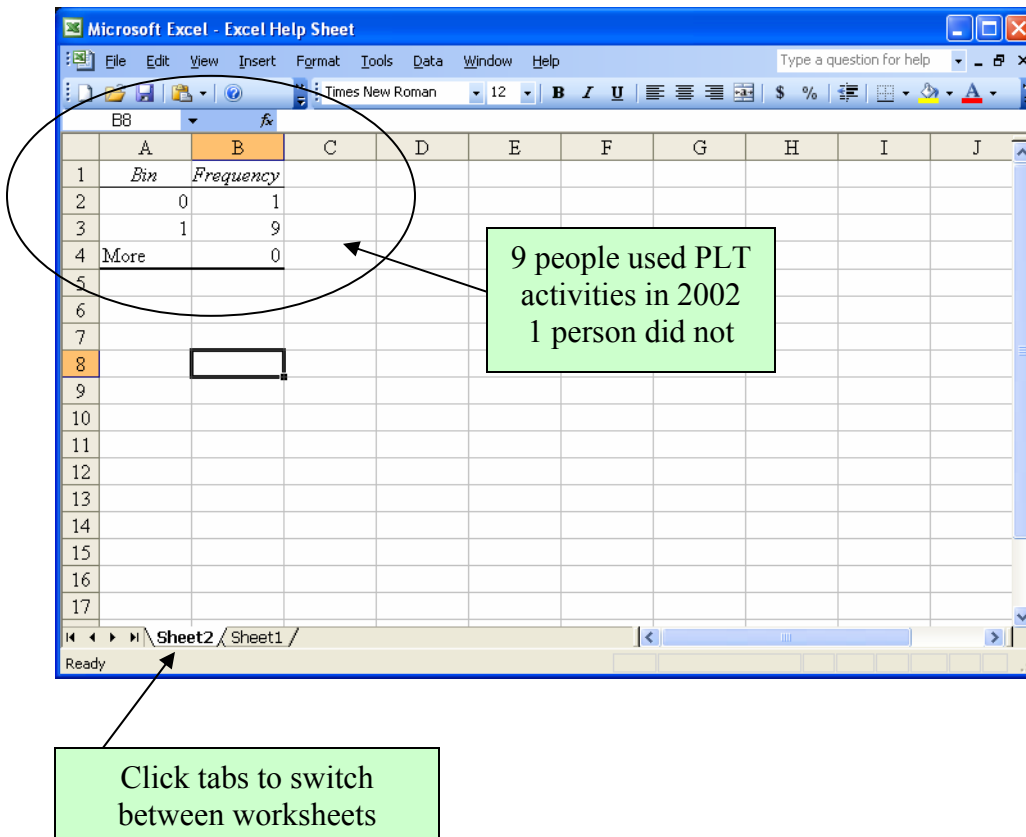 Microsoft Excel - Excel Help Sheet
File Edit View Insert Format Tools Data Window Help Type a question for help
Times New Roman 12 B I U $ %
B8 fx
A B C D E F G H I J
1 Bin Frequency
2 0 1
3 1 9
4 More 0
5
6
7
8
9
10
11
12
13
14
15
16
17
9 people used PLT
activities in 2002
1 person did not
Sheet2 Sheet1
Ready
Click tabs to switch
between worksheets